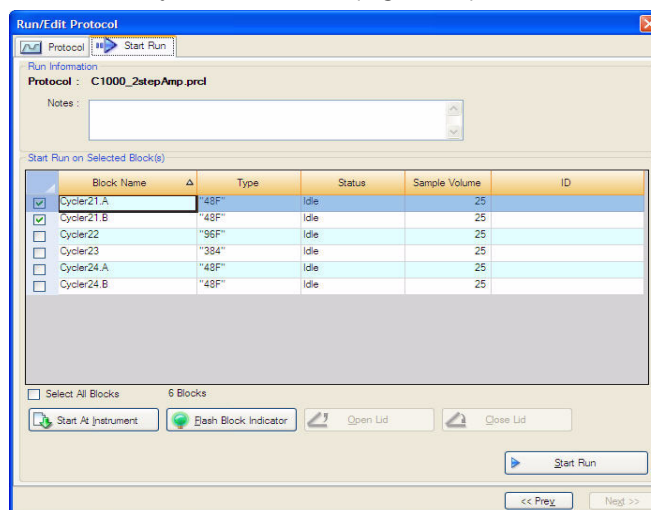 Run/Edit Protocol
Protocol Start Run
Run Information
Protocol : C1000_2stepAmp.prcl
Notes :
Start Run on Selected Block(s)
Block Name Type Status Sample Volume ID
Cycler21.A "48F" Idle 25
Cycler21.B "48F" Idle 25
Cycler22 "96F" Idle 25
Cycler23 "384" Idle 25
Cycler24.A "48F" Idle 25
Cycler24.B "48F" Idle 25
Select All Blocks 6 Blocks
Start At Instrument Flash Block Indicator Open Lid Close Lid
Start Run
<< Prev Next >>